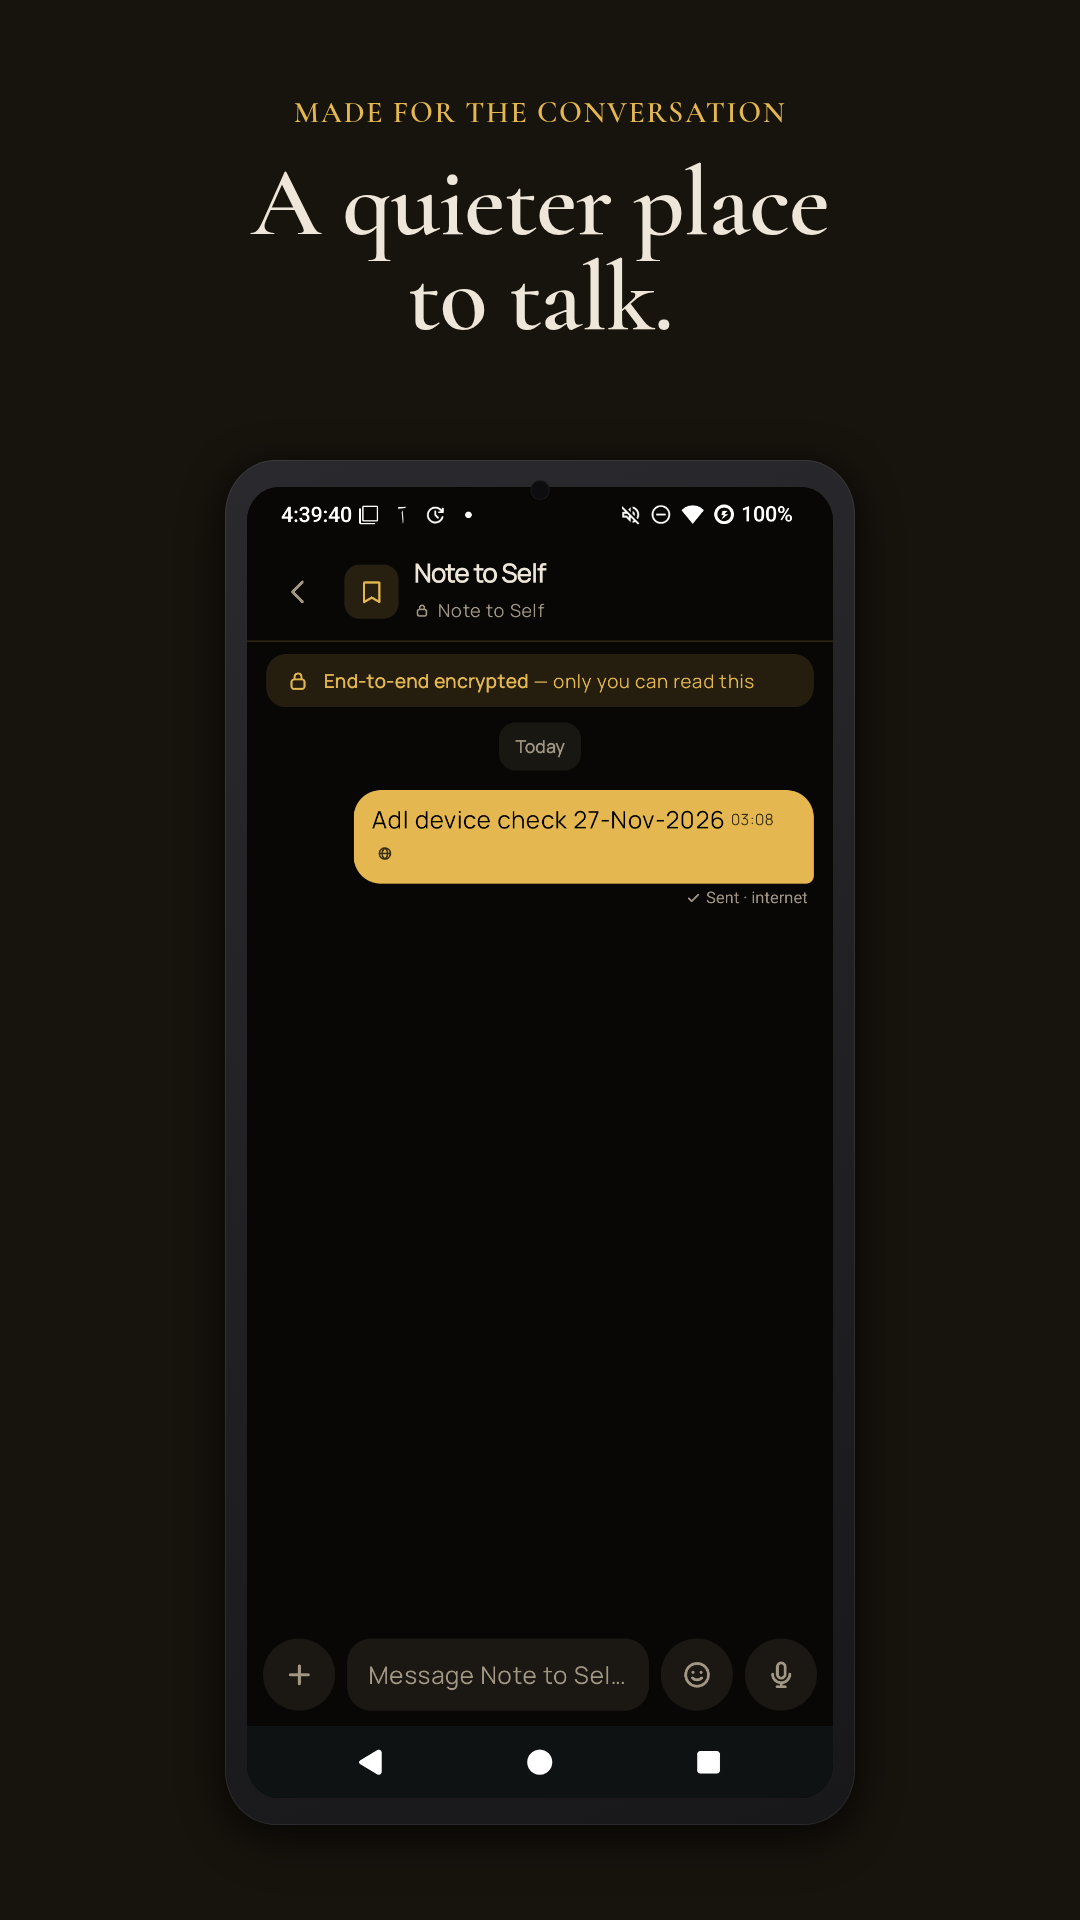 MADE FOR THE CONVERSATION
A quieter place
to talk.
4:39:40
100%
Note to Self
Note to Self
End-to-end encrypted — only you can read this
Today
Adl device check 27-Nov-2026 03:08
Sent · internet
Message Note to Sel...